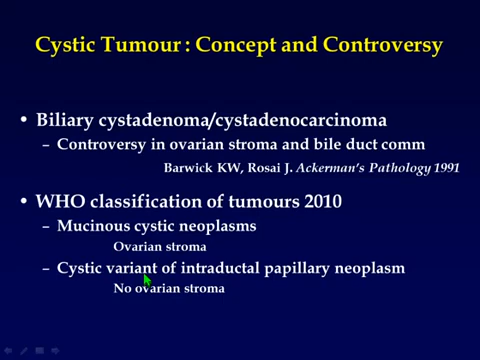 Cystic Tumour : Concept and Controversy
• Biliary cystadenoma/cystadenocarcinoma
– Controversy in ovarian stroma and bile duct comm
Barwick KW, Rosai J. Ackerman's Pathology 1991
• WHO classification of tumours 2010
– Mucinous cystic neoplasms
Ovarian stroma
– Cystic variant of intraductal papillary neoplasm
No ovarian stroma